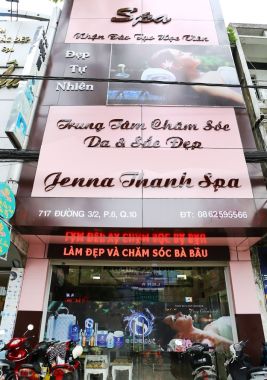 Spa
Nhận Đào Tạo Học Viên
Đẹp
Tự
Nhiên
Trung Tâm Chăm Sóc
Da & Sắc Đẹp
Jenna Thanh Spa
717 ĐƯỜNG 3/2, P.6, Q.10 ĐT: 0862595566
LÀM ĐẸP VÀ CHĂM SÓC BÀ BẦU